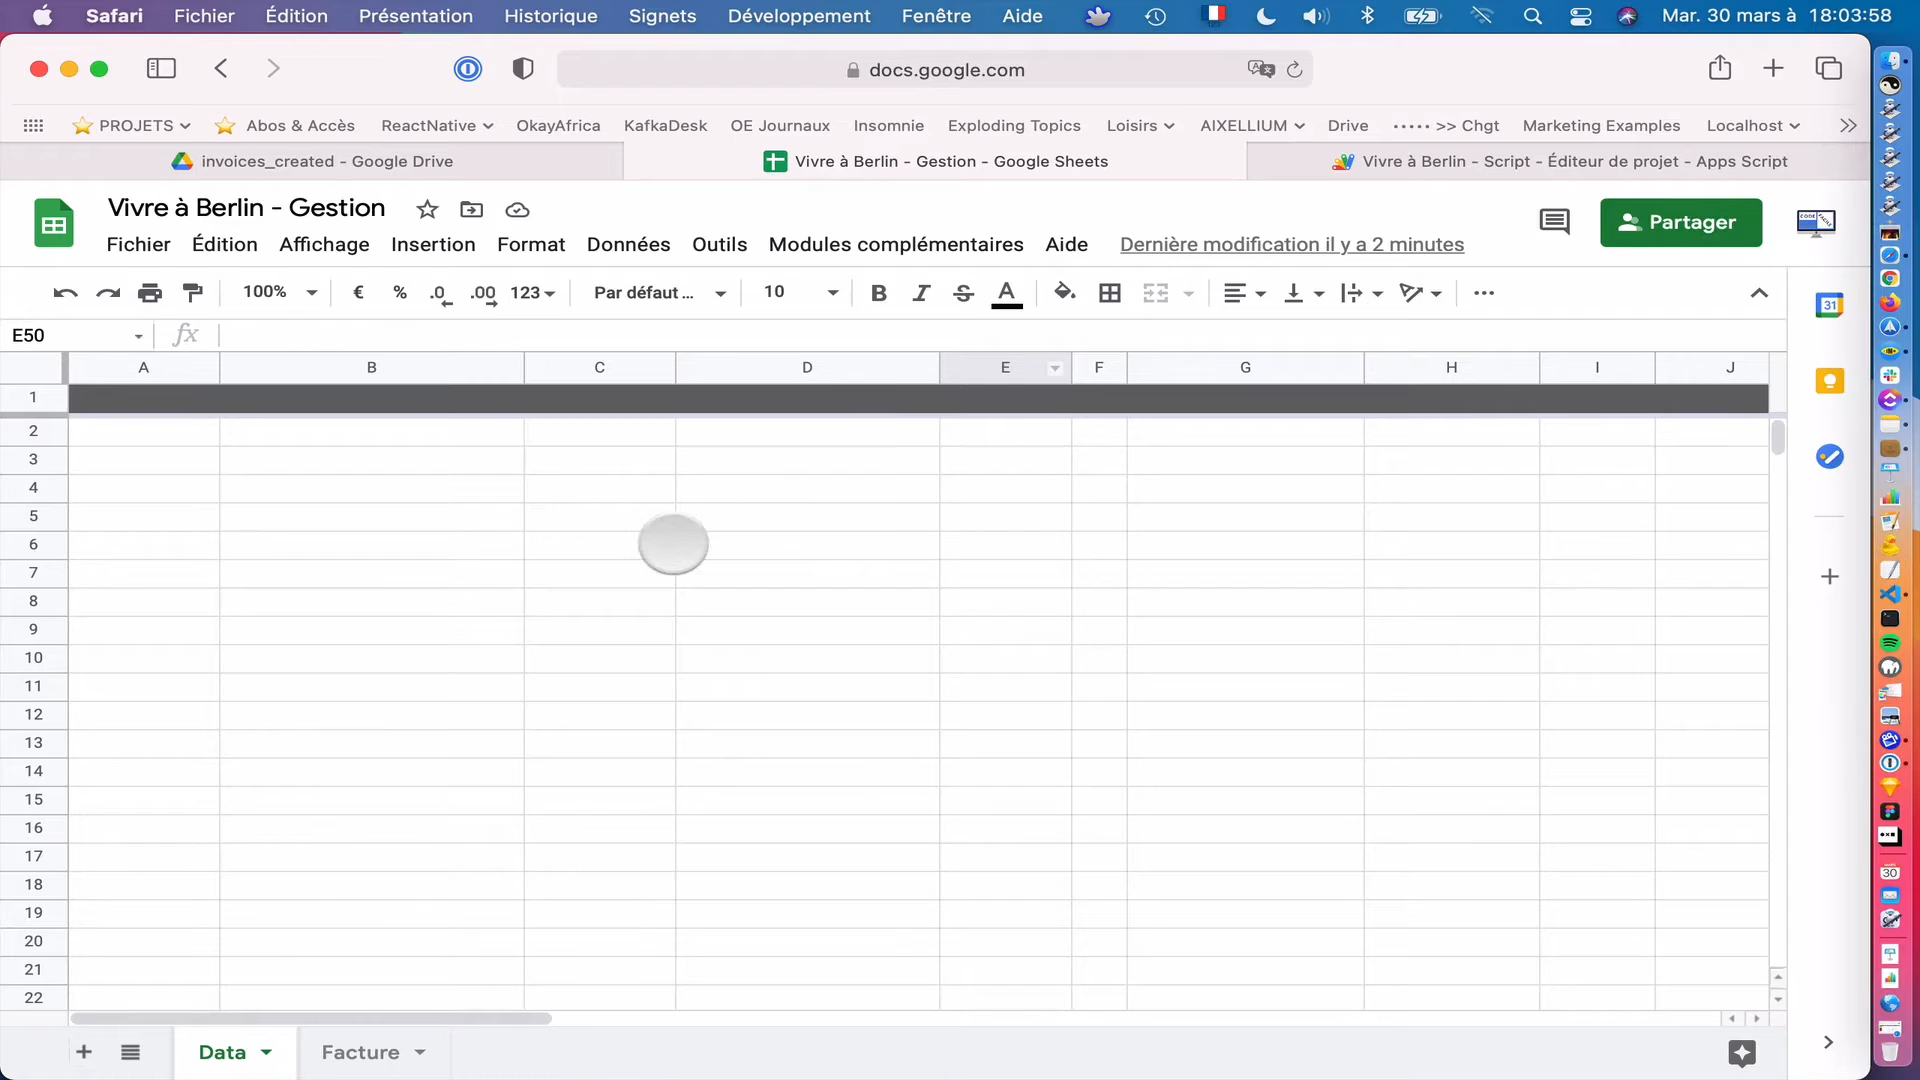 Safari Fichier Édition Présentation Historique Signets Développement Fenêtre Aide Mar. 30 mars à 18:03:58
docs.google.com
PROJETS Abos & Accès ReactNative OkayAfrica KafkaDesk OE Journaux Insomnie Exploding Topics Loisirs AIXELLIUM Drive ····· >> Chgt Marketing Examples Localhost
invoices_created - Google Drive Vivre à Berlin - Gestion - Google Sheets Vivre à Berlin - Script - Éditeur de projet - Apps Script
Vivre à Berlin - Gestion
Partager
Fichier Édition Affichage Insertion Format Données Outils Modules complémentaires Aide Dernière modification il y a 2 minutes
100% € % .0 .00 123 Par défaut ... 10 B I S A ...
31
E50 fx
A B C D E F G H I J
1
2
3
4
5
6
7
8
9
10
11
12
13
14
15
16
17
18
19
20
21
22
30
Data Facture